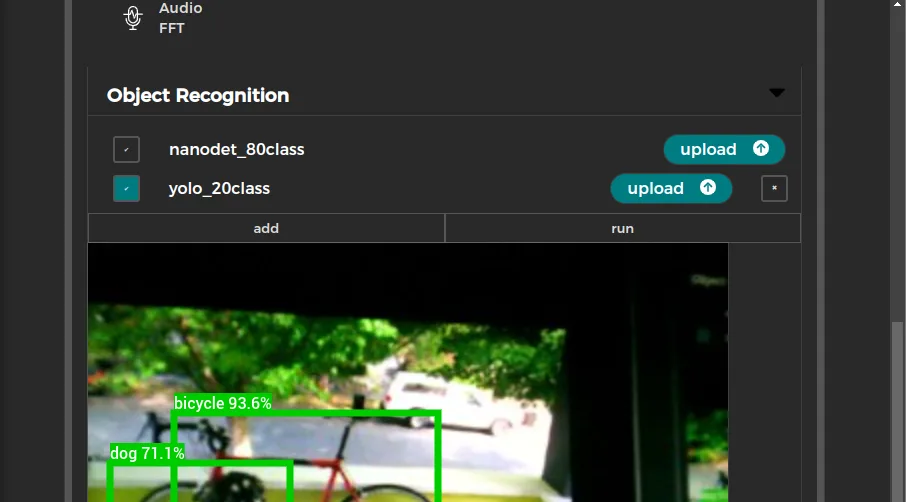 Audio
FFT
Object Recognition
nanodet_80class
upload
yolo_20class
upload
add
run
bicycle 93.6%
dog 71.1%